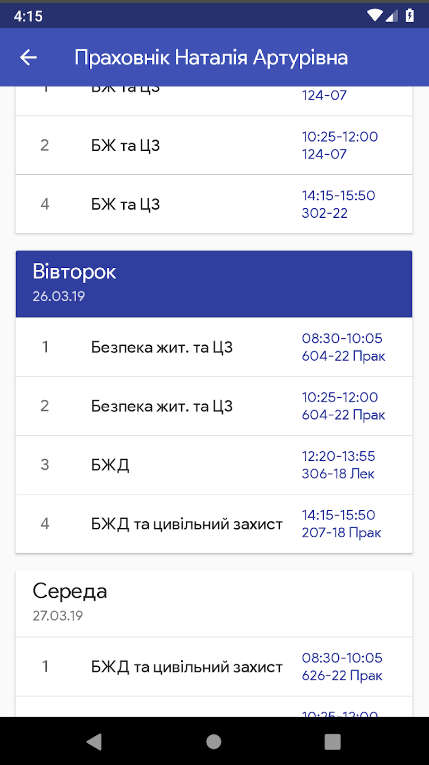 4:15
Праховнік Наталія Артурівна
1 БЖ та ЦЗ
124-07
2 БЖ та ЦЗ 10:25-12:00
124-07
4 БЖ та ЦЗ 14:15-15:50
302-22
Вівторок
26.03.19
1 Безпека жит. та ЦЗ 08:30-10:05
604-22 Прак
2 Безпека жит. та ЦЗ 10:25-12:00
604-22 Прак
3 БЖД 12:20-13:55
306-18 Лек
4 БЖД та цивільний захист 14:15-15:50
207-18 Прак
Середа
27.03.19
1 БЖД та цивільний захист 08:30-10:05
626-22 Прак
10:25-12:00